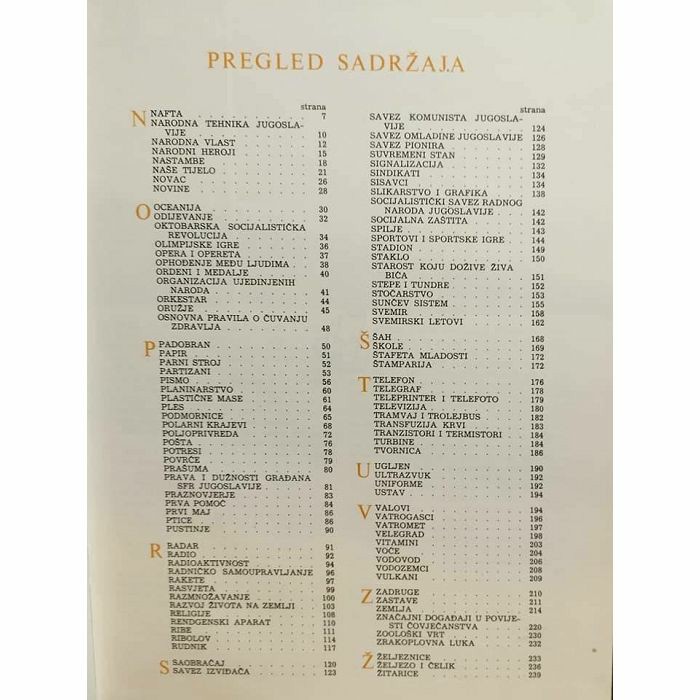 PREGLED SADRŽAJA
strana
N NAFTA . . . . . . . . . 7
NARODNA TEHNIKA JUGOSLA-
VIJE . . . . . . . . . 10
NARODNA VLAST . . . . . . 12
NARODNI HEROJI . . . . . . 15
NASTAMBE . . . . . . . . 18
NAŠE TIJELO . . . . . . . 21
NOVAC . . . . . . . . . 26
NOVINE . . . . . . . . . 28
O OCEANIJA . . . . . . . . 30
ODIJEVANJE . . . . . . . . 32
OKTOBARSKA SOCIJALISTIČKA
REVOLUCIJA . . . . . . . 34
OLIMPIJSKE IGRE . . . . . . 36
OPERA I OPERETA . . . . . . 37
OPHOĐENJE MEĐU LJUDIMA . . 38
ORDENI I MEDALJE . . . . . 40
ORGANIZACIJA UJEDINJENIH
NARODA . . . . . . . . 41
ORKESTAR . . . . . . . . 44
ORUŽJE . . . . . . . . . 45
OSNOVNA PRAVILA O ČUVANJU
ZDRAVLJA . . . . . . . . 48
P PADOBRAN . . . . . . . . 50
PAPIR . . . . . . . . . 51
PARNI STROJ . . . . . . . 52
PARTIZANI . . . . . . . . 53
PISMO . . . . . . . . . 56
PLANINARSTVO . . . . . . . 60
PLASTIČNE MASE . . . . . . 61
PLES . . . . . . . . . 64
PODMORNICE . . . . . . . 65
POLARNI KRAJEVI . . . . . . 68
POLJOPRIVREDA . . . . . . 72
POŠTA . . . . . . . . . 76
POTRESI . . . . . . . . . 78
POVRĆE . . . . . . . . . 79
PRAŠUMA . . . . . . . . . 80
PRAVA I DUŽNOSTI GRAĐANA
SFR JUGOSLAVIJE . . . . . 81
PRAZNOVJERJE . . . . . . . 83
PRVA POMOĆ . . . . . . . 84
PRVI MAJ . . . . . . . . 86
PTICE . . . . . . . . . 86
PUSTINJE . . . . . . . . 90
R RADAR . . . . . . . . . 91
RADIO . . . . . . . . . 92
RADIOAKTIVNOST . . . . . . 94
RADNIČKO SAMOUPRAVLJANJE . 96
RAKETE . . . . . . . . . 97
RASVJETA . . . . . . . . 99
RAZMNOŽAVANJE . . . . . . 100
RAZVOJ ŽIVOTA NA ZEMLJI . . 103
RELIGIJE . . . . . . . . 108
RENDGENSKI APARAT . . . . 110
RIBE . . . . . . . . . 111
RIBOLOV . . . . . . . . 114
RUDNIK . . . . . . . . . 117
S SAOBRAĆAJ . . . . . . . 120
SAVEZ IZVIĐAČA . . . . . . 123
strana
SAVEZ KOMUNISTA JUGOSLA-
VIJE . . . . . . . . . 124
SAVEZ OMLADINE JUGOSLAVIJE 126
SAVEZ PIONIRA . . . . . . 128
SUVREMENI STAN . . . . . . 129
SIGNALIZACIJA . . . . . . 132
SINDIKATI . . . . . . . . 134
SISAVCI . . . . . . . . . 134
SLIKARSTVO I GRAFIKA . . . 138
SOCIJALISTIČKI SAVEZ RADNOG
NARODA JUGOSLAVIJE . . . 142
SOCIJALNA ZAŠTITA . . . . . 142
SPILJE . . . . . . . . . 143
SPORTOVI I SPORTSKE IGRE . . 144
STADION . . . . . . . . . 149
STAKLO . . . . . . . . . 150
STAROST KOJU DOŽIVE ŽIVA
BIĆA . . . . . . . . . 151
STEPE I TUNDRE . . . . . . 152
STOČARSTVO . . . . . . . 153
SUNČEV SISTEM . . . . . . 155
SVEMIR . . . . . . . . . 158
SVEMIRSKI LETOVI . . . . . 162
Š ŠAH . . . . . . . . . . 168
ŠKOLE . . . . . . . . . 169
ŠTAFETA MLADOSTI . . . . . 172
ŠTAMPARIJA . . . . . . . 172
T TELEFON . . . . . . . . 176
TELEGRAF . . . . . . . . 178
TELEPRINTER I TELEFOTO . . . 179
TELEVIZIJA . . . . . . . . 180
TRAMVAJ I TROLEJBUS . . . . 182
TRANSFUZIJA KRVI . . . . . 183
TRANZISTORI I TERMISTORI . . 184
TURBINE . . . . . . . . . 184
TVORNICA . . . . . . . . 186
U UGLJEN . . . . . . . . . 190
ULTRAZVUK . . . . . . . . 192
UNIFORME . . . . . . . . 192
USTAV . . . . . . . . . 194
V VALOVI . . . . . . . . . 194
VATROGASCI . . . . . . . 196
VATROMET . . . . . . . . 197
VELEGRAD . . . . . . . . 198
VITAMINI . . . . . . . . 203
VOĆE . . . . . . . . . 204
VODOVOD . . . . . . . . 206
VODOZEMCI . . . . . . . 208
VULKANI . . . . . . . . 209
Z ZADRUGE . . . . . . . . 210
ZASTAVE . . . . . . . . 211
ZEMLJA . . . . . . . . . 214
ZNAČAJNI DOGAĐAJI U POVIJE-
STI ČOVJEČANSTVA . . . . 220
ZOOLOŠKI VRT . . . . . . 230
ZRAKOPLOVNA LUKA . . . . 232
Ž ŽELJEZNICE . . . . . . . 233
ŽELJEZO I ČELIK . . . . . . 236
ŽITARICE . . . . . . . . 239